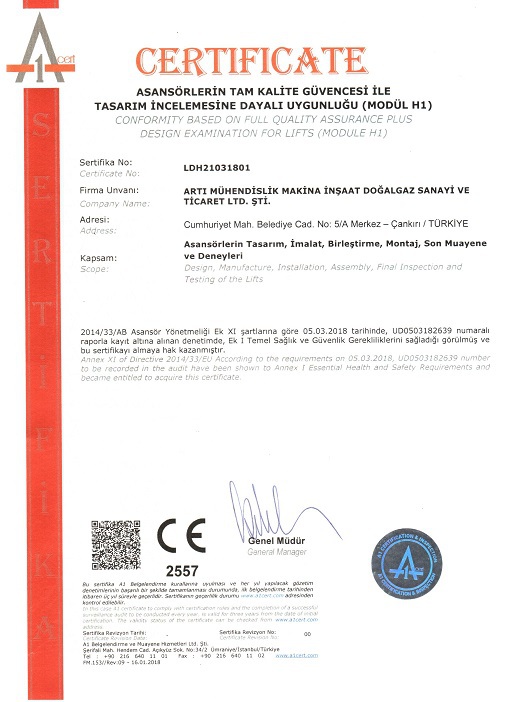 A1cert
CERTIFICATE
ASANSÖRLERİN TAM KALİTE GÜVENCESİ İLE
TASARIM İNCELEMESİNE DAYALI UYGUNLUĞU (MODÜL H1)
CONFORMITY BASED ON FULL QUALITY ASSURANCE PLUS
DESIGN EXAMINATION FOR LIFTS (MODULE H1)
SERTİFİKA
Sertifika No: LDH21031801
Certificate No:
Firma Unvanı: ARTI MÜHENDİSLİK MAKİNA İNŞAAT DOĞALGAZ SANAYİ VE
Company Name: TİCARET LTD. ŞTİ.
Adresi: Cumhuriyet Mah. Belediye Cad. No: 5/A Merkez – Çankırı / TÜRKİYE
Address:
Asansörlerin Tasarım, İmalat, Birleştirme, Montaj, Son Muayene
Kapsam: ve Deneyleri
Scope: Design, Manufacture, Installation, Assembly, Final Inspection and
Testing of the Lifts
2014/33/AB Asansör Yönetmeliği Ek XI şartlarına göre 05.03.2018 tarihinde, UD0503182639 numaralı
raporla kayıt altına alınan denetimde, Ek I Temel Sağlık ve Güvenlik Gerekliliklerini sağladığı görülmüş ve
bu sertifikayı almaya hak kazanmıştır.
Annex XI of Directive 2014/33/EU According to the requirements on 05.03.2018, UD0503182639 number
to be recorded in the audit have been shown to Annex I Essential Health and Safety Requirements and
became entitled to acquire this certificate.
CE
2557
Genel Müdür
General Manager
A1 CERTIFICATION & INSPECTION
A1
A1 CERTIFICATION & INSPECTION
Bu sertifika A1 Belgelendirme kurallarına uyulması ve her yıl yapılacak gözetim
denetimlerinin başarılı bir şekilde tamamlanması durumunda, ilk belgelendirme tarihinden
itibaren üç yıl süreyle geçerlidir. Sertifikanın geçerlilik durumu www.a1cert.com adresinden
kontrol edilebilir.
In this case A1 certificate to comply with certification rules and the completion of a successful
surveillance audit to be conducted every year. is valid for three years from the date of initial
certification. The validity status of the certificate can be checked from www.a1cert.com
address.
Sertifika Revizyon Tarihi: - Sertifika Revizyon No: 00
Certificate Revision Date: Certificate Revision No:
A1 Belgelendirme ve Muayene Hizmetleri Ltd. Şti.
Şerifali Mah. Hendem Cad. Açıkyüz Sok. No:34/2 Ümraniye/İstanbul/Türkiye
Tel : +90 216 640 11 01 Fax : +90 216 640 11 02 www.a1cert.com
FM.153//Rev.09 – 16.01.2018